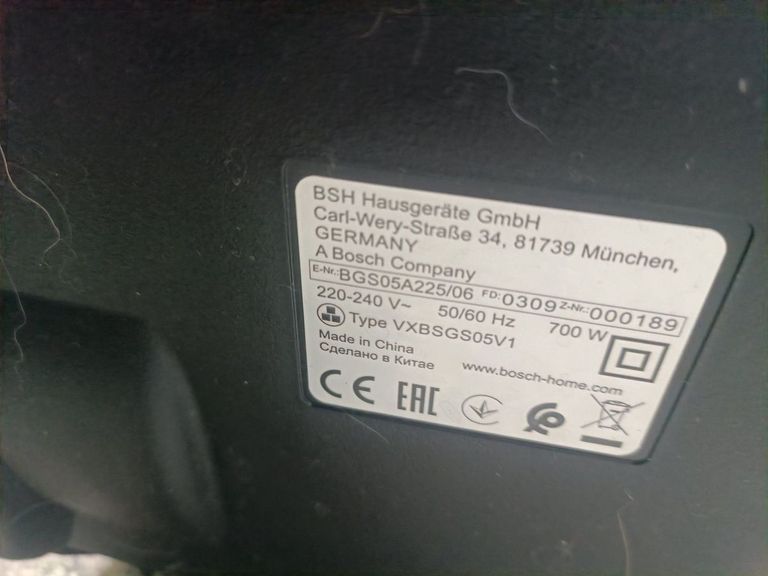 BSH Hausgeräte GmbH
Carl-Wery-Straße 34, 81739 München,
GERMANY
A Bosch Company
E-Nr.:BGS05A225/06 FD:0309 Z-Nr.:000189
220-240 V~ 50/60 Hz 700 W
Type VXBSGS05V1
Made in China
Сделано в Китае www.bosch-home.com
CE EAC